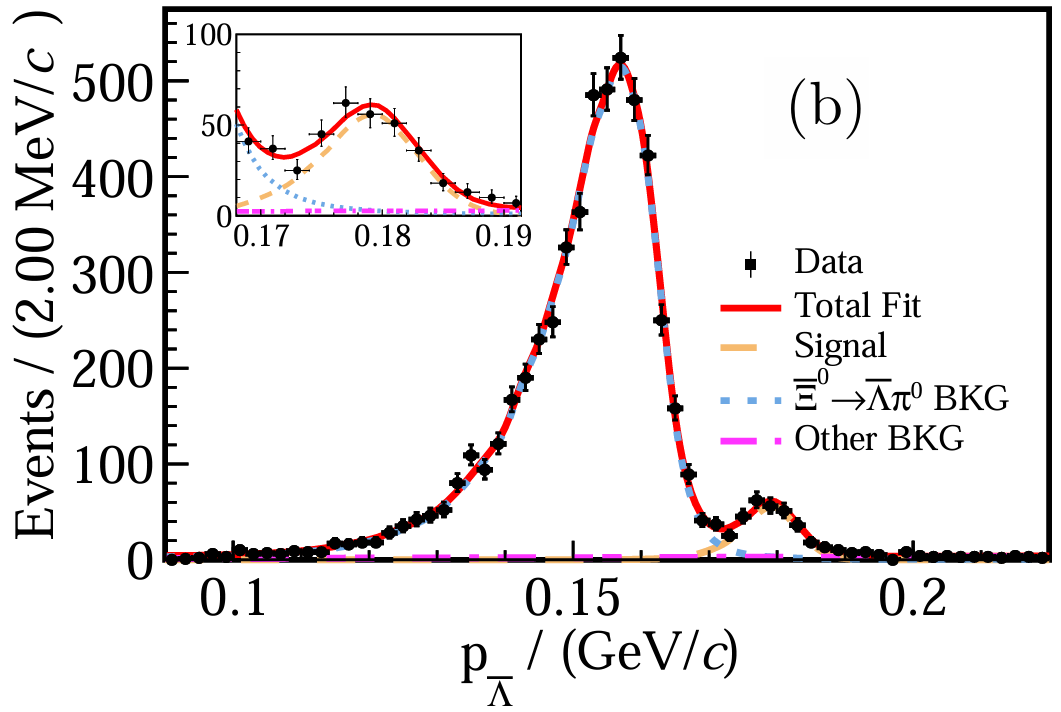 Events / (2.00 MeV/c )
500
400
300
200
100
0
100
50
0
0.17 0.18 0.19
(b)
Data
Total Fit
Signal
Ξ̅⁰→Λ̅π⁰ BKG
Other BKG
0.1 0.15 0.2
p_Λ̅ / (GeV/c)